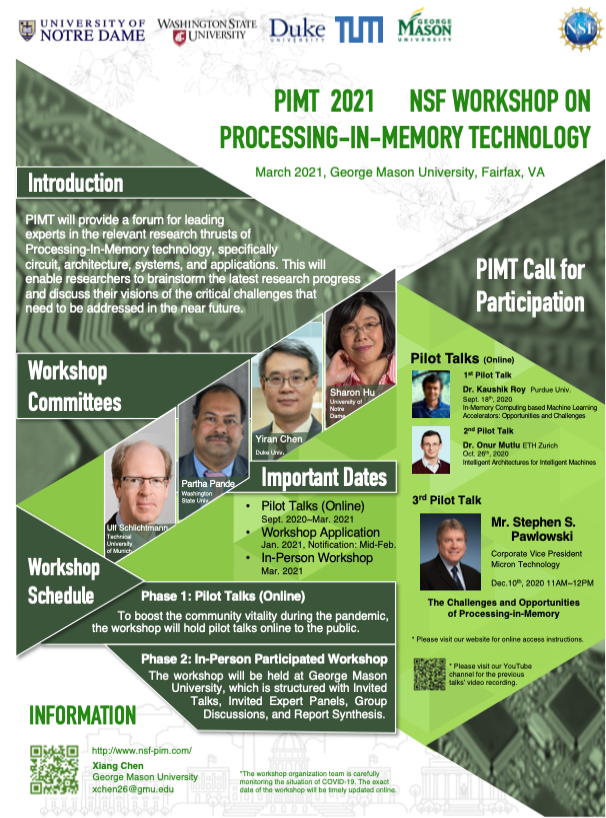 UNIVERSITY OF
NOTRE DAME
WASHINGTON STATE
UNIVERSITY
Duke
UNIVERSITY
TUM
GEORGE
MASON
UNIVERSITY
NSF
PIMT 2021 NSF WORKSHOP ON
PROCESSING-IN-MEMORY TECHNOLOGY
March 2021, George Mason University, Fairfax, VA
Introduction
PIMT will provide a forum for leading
experts in the relevant research thrusts of
Processing-In-Memory technology, specifically
circuit, architecture, systems, and applications. This will
enable researchers to brainstorm the latest research progress
and discuss their visions of the critical challenges that
need to be addressed in the near future.
Workshop
Committees
Sharon Hu
University of
Notre
Dame
Yiran Chen
Duke Univ.
Partha Pande
Washington
State Univ.
Ulf Schlichtmann
Technical
University
of Munich
Important Dates
• Pilot Talks (Online)
Sept. 2020–Mar. 2021
• Workshop Application
Jan. 2021, Notification: Mid-Feb.
• In-Person Workshop
Mar. 2021
Workshop
Schedule
Phase 1: Pilot Talks (Online)
To boost the community vitality during the pandemic,
the workshop will hold pilot talks online to the public.
Phase 2: In-Person Participated Workshop
The workshop will be held at George Mason
University, which is structured with Invited
Talks, Invited Expert Panels, Group
Discussions, and Report Synthesis.
PIMT Call for
Participation
Pilot Talks (Online)
1st Pilot Talk
Dr. Kaushik Roy Purdue Univ.
Sept. 18th, 2020
In-Memory Computing based Machine Learning
Accelerators: Opportunities and Challenges
2nd Pilot Talk
Dr. Onur Mutlu ETH Zurich
Oct. 26th, 2020
Intelligent Architectures for Intelligent Machines
3rd Pilot Talk
Mr. Stephen S.
Pawlowski
Corporate Vice President
Micron Technology
Dec.10th, 2020 11AM–12PM
The Challenges and Opportunities
of Processing-in-Memory
* Please visit our website for online access instructions.
* Please visit our YouTube
channel for the previous
talks' video recording.
INFORMATION
http://www.nsf-pim.com/
Xiang Chen
George Mason University
xchen26@gmu.edu
*The workshop organization team is carefully
monitoring the situation of COVID-19. The exact
date of the workshop will be timely updated online.